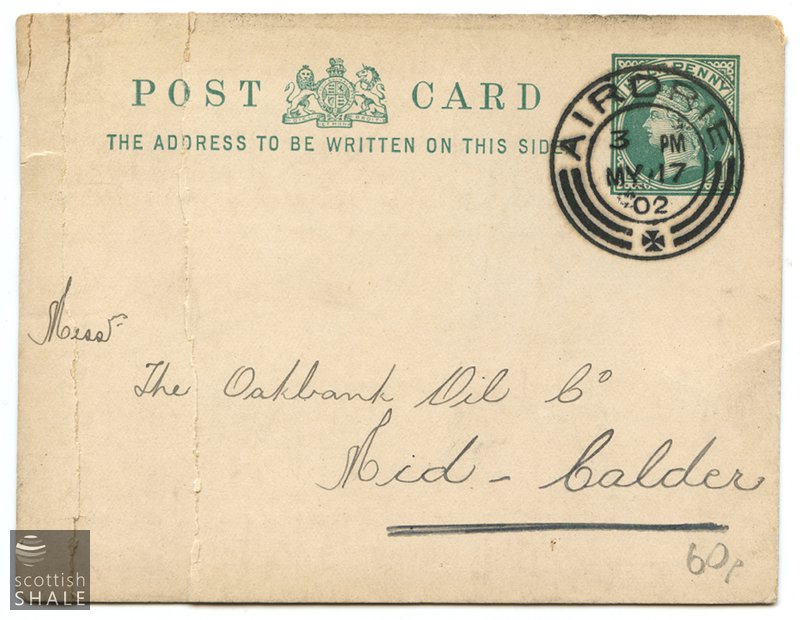 POST CARD
THE ADDRESS TO BE WRITTEN ON THIS SIDE
HALFPENNY
AIRDRIE
3 PM
MY 17
02
Messrs
The Oakbank Oil Co
Mid - Calder
60p
scottish
SHALE